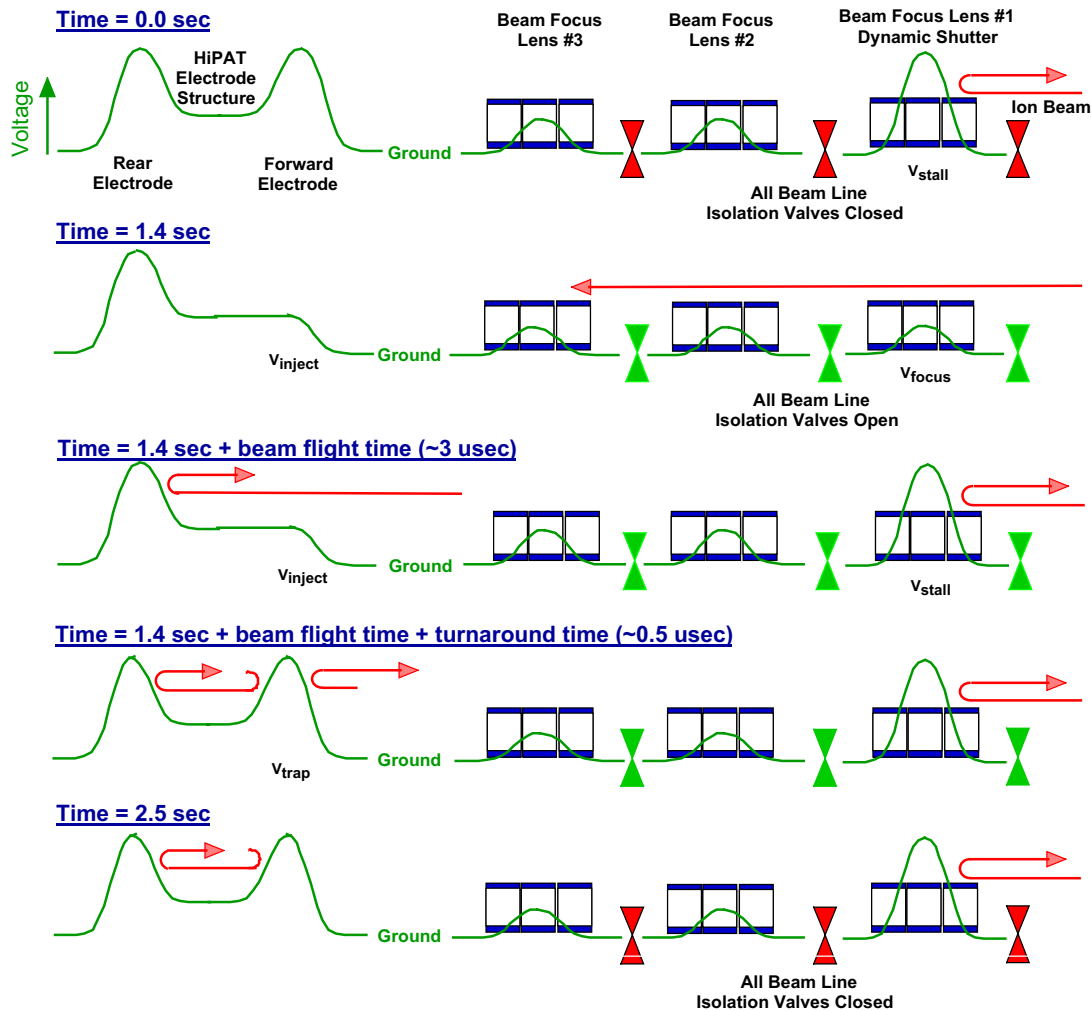 Time = 0.0 sec
Beam Focus
Lens #3
Beam Focus
Lens #2
Beam Focus Lens #1
Dynamic Shutter
HiPAT
Electrode
Structure
Voltage
Ion Beam
Ground
Rear
Electrode
Forward
Electrode
Vstall
All Beam Line
Isolation Valves Closed
Time = 1.4 sec
Vinject
Ground
Vfocus
All Beam Line
Isolation Valves Open
Time = 1.4 sec + beam flight time (~3 usec)
Vinject
Ground
Vstall
Time = 1.4 sec + beam flight time + turnaround time (~0.5 usec)
Vtrap
Ground
Time = 2.5 sec
Ground
All Beam Line
Isolation Valves Closed